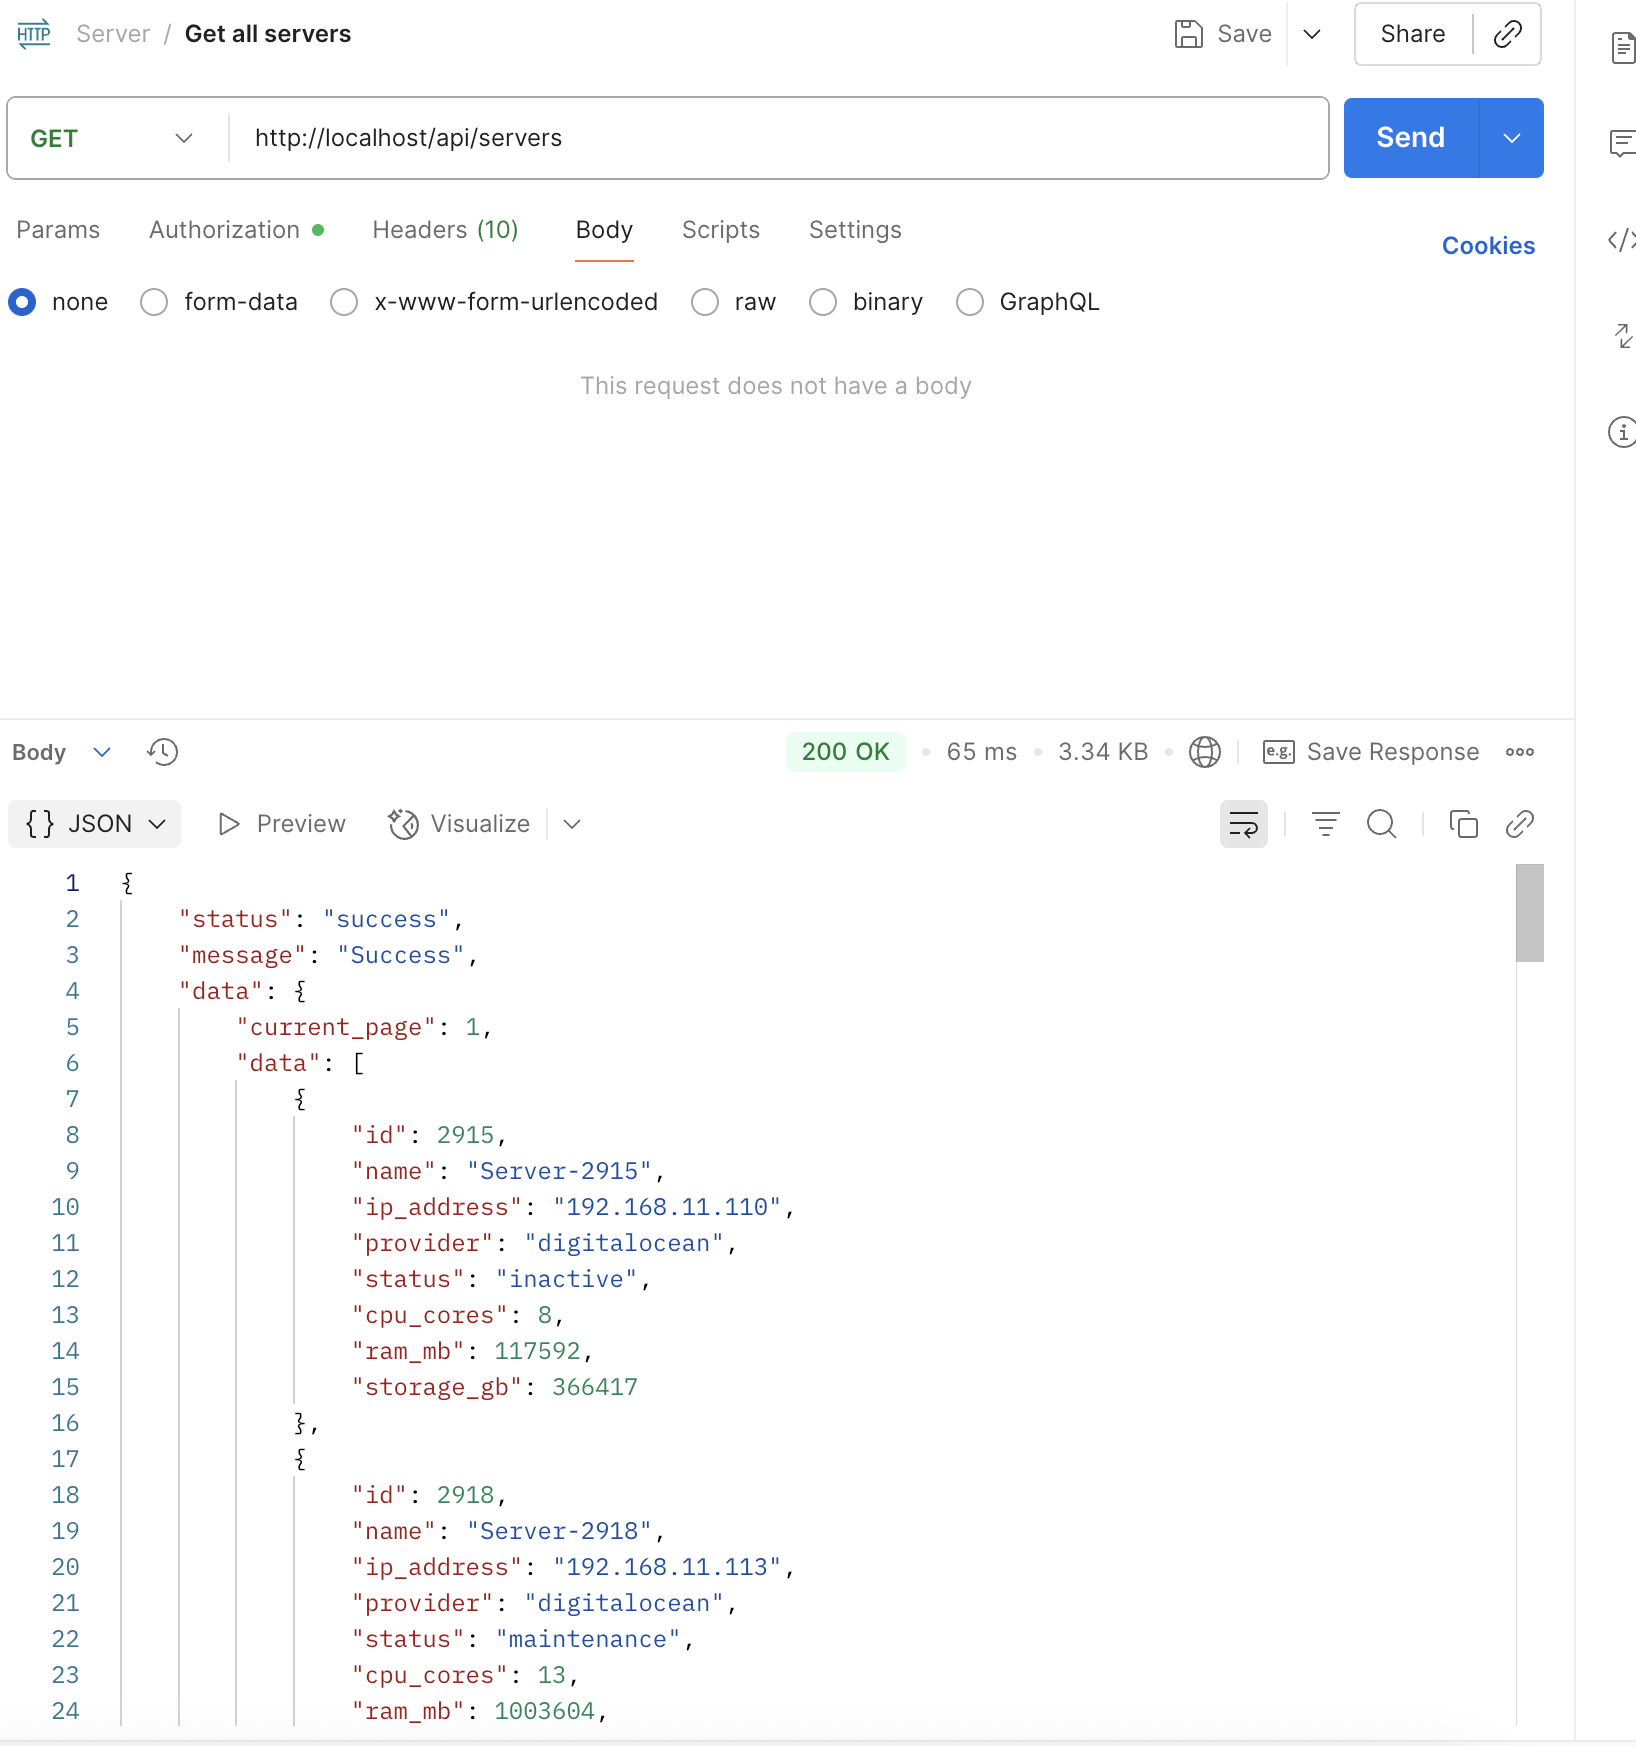 HTTP Server / Get all servers Save Share
GET http://localhost/api/servers Send
Params Authorization Headers (10) Body Scripts Settings Cookies
none form-data x-www-form-urlencoded raw binary GraphQL
This request does not have a body
Body 200 OK • 65 ms • 3.34 KB • e.g. Save Response
{} JSON Preview Visualize
1 {
2 "status": "success",
3 "message": "Success",
4 "data": {
5 "current_page": 1,
6 "data": [
7 {
8 "id": 2915,
9 "name": "Server-2915",
10 "ip_address": "192.168.11.110",
11 "provider": "digitalocean",
12 "status": "inactive",
13 "cpu_cores": 8,
14 "ram_mb": 117592,
15 "storage_gb": 366417
16 },
17 {
18 "id": 2918,
19 "name": "Server-2918",
20 "ip_address": "192.168.11.113",
21 "provider": "digitalocean",
22 "status": "maintenance",
23 "cpu_cores": 13,
24 "ram_mb": 1003604,